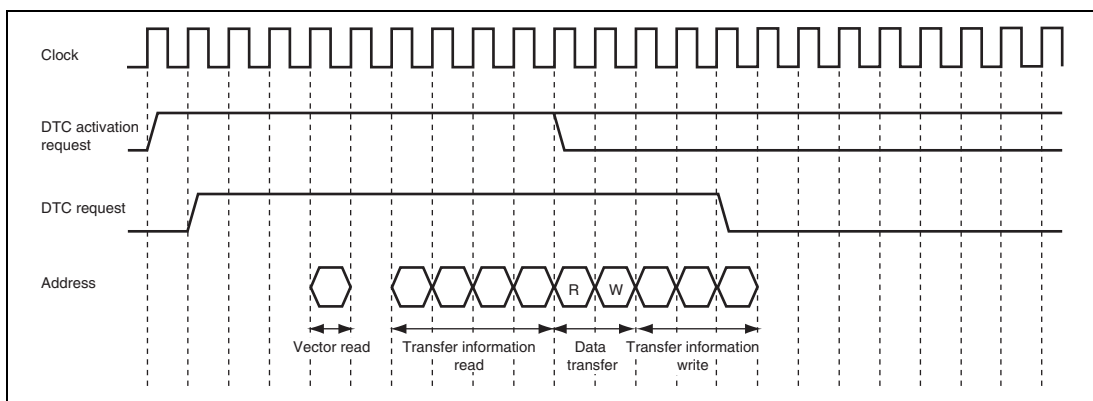 Clock
DTC activation
request
DTC request
Address
R W
Vector read Transfer information Data Transfer information
read transfer write